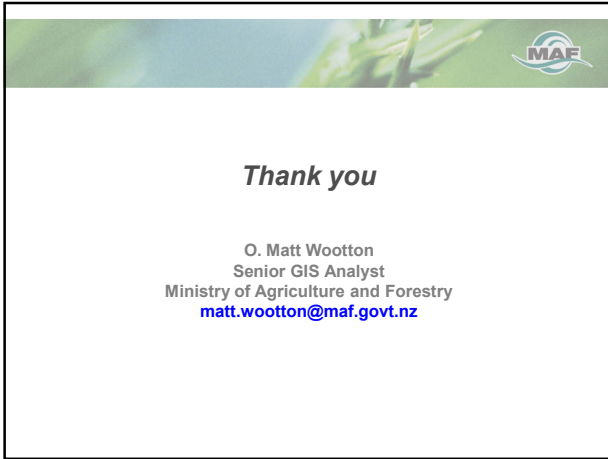 MAF
Thank you
O. Matt Wootton
Senior GIS Analyst
Ministry of Agriculture and Forestry
matt.wootton@maf.govt.nz